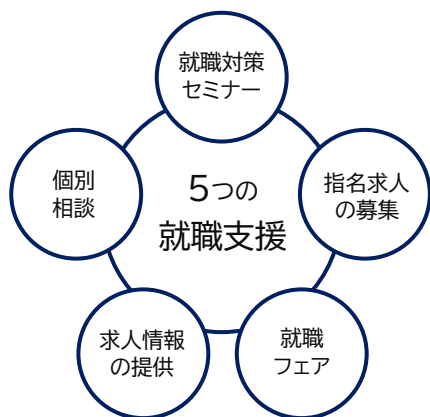 就職対策
セミナー
個別
相談
5つの
就職支援
指名求人
の募集
求人情報
の提供
就職
フェア